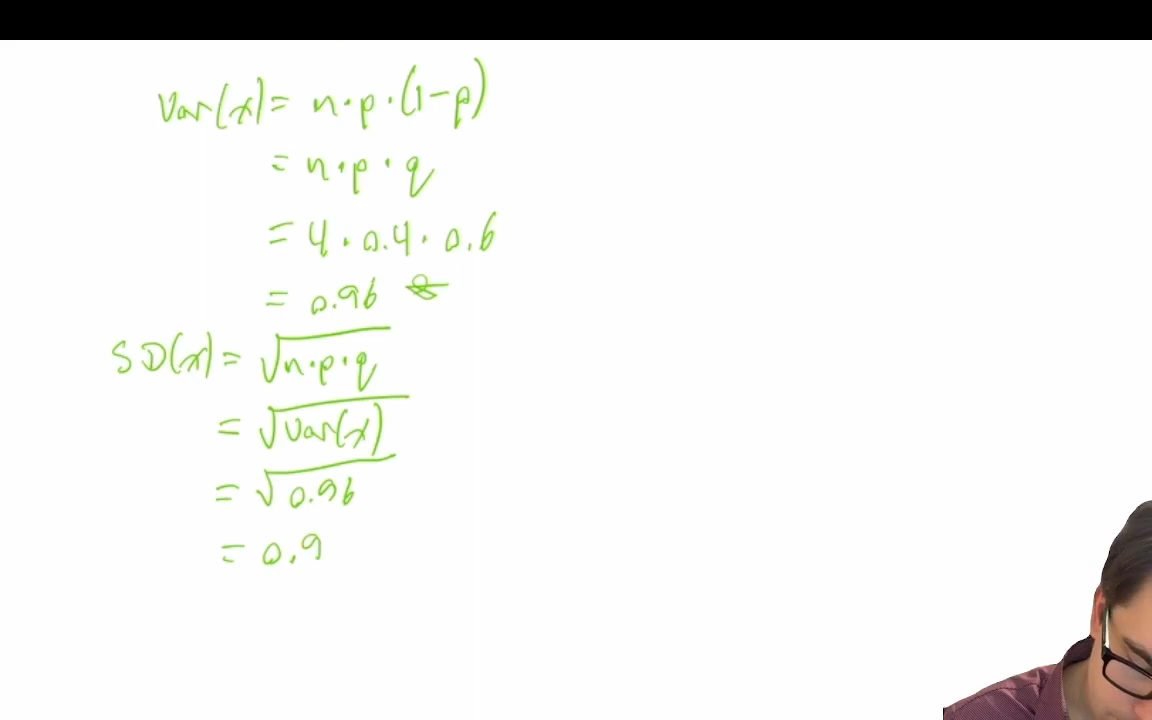 Var(x) = n·p·(1-p)
= n·p·q
= 4·0.4·0.6
= 0.96
SD(x) = √n·p·q
= √Var(x)
= √0.96
= 0.9